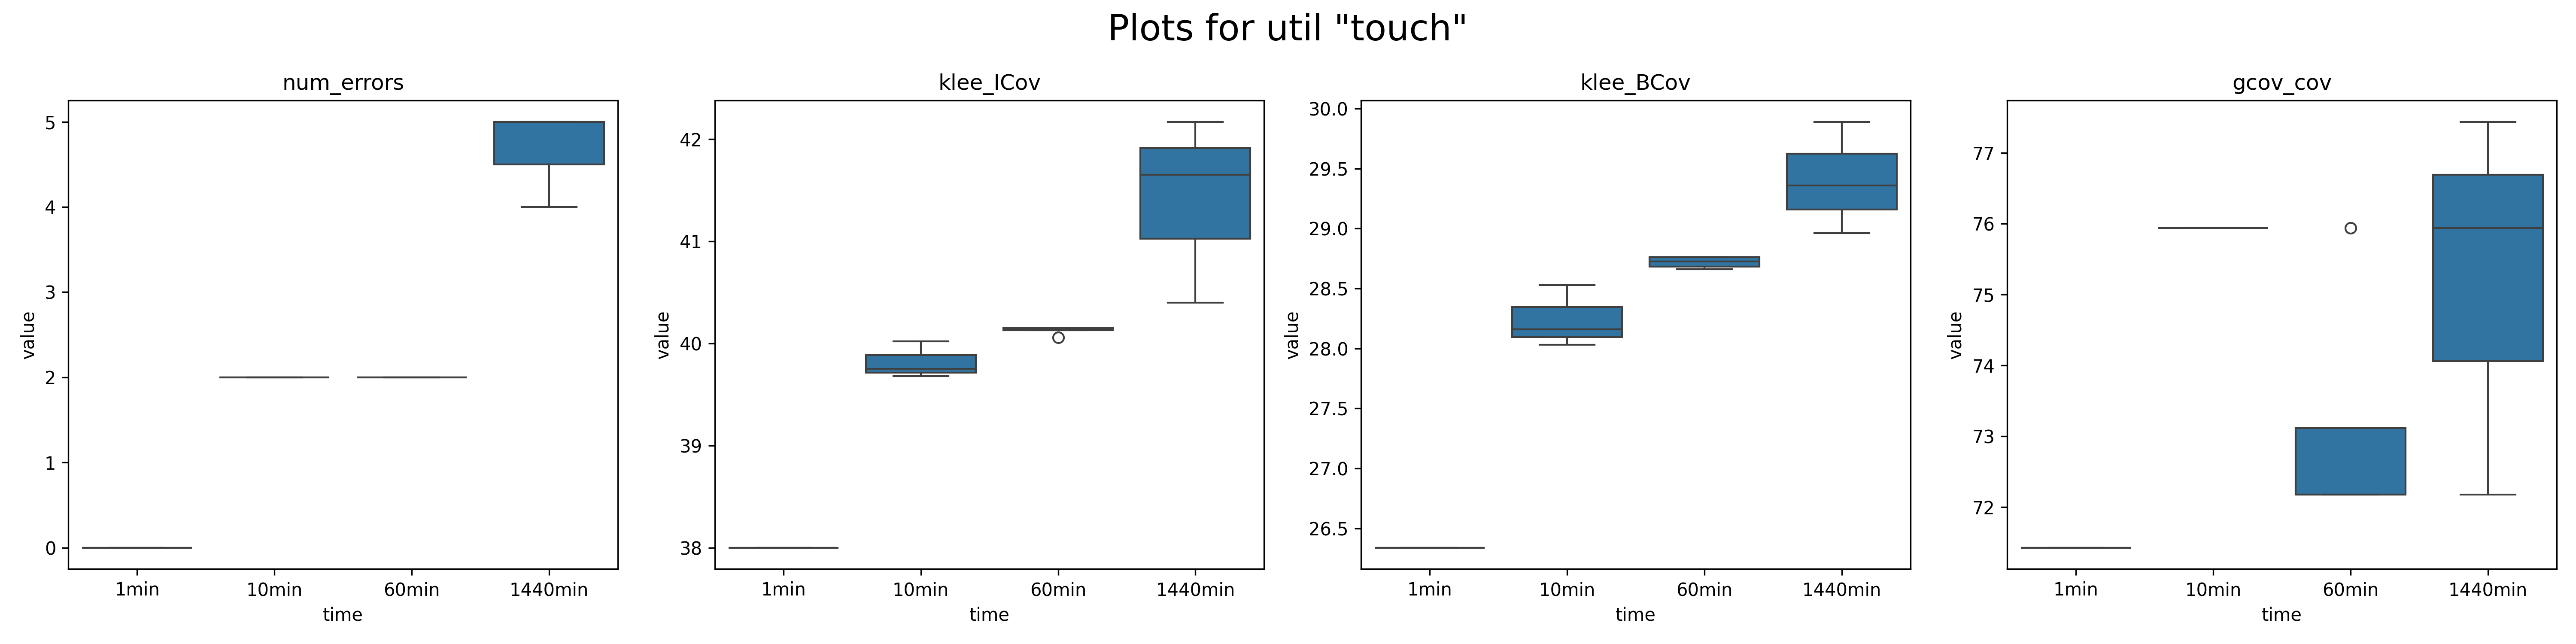 Plots for util "touch"
num_errors
value
5
4
3
2
1
0
1min 10min 60min 1440min
time
klee_ICov
value
42
41
40
39
38
1min 10min 60min 1440min
time
klee_BCov
value
30.0
29.5
29.0
28.5
28.0
27.5
27.0
26.5
1min 10min 60min 1440min
time
gcov_cov
value
77
76
75
74
73
72
1min 10min 60min 1440min
time